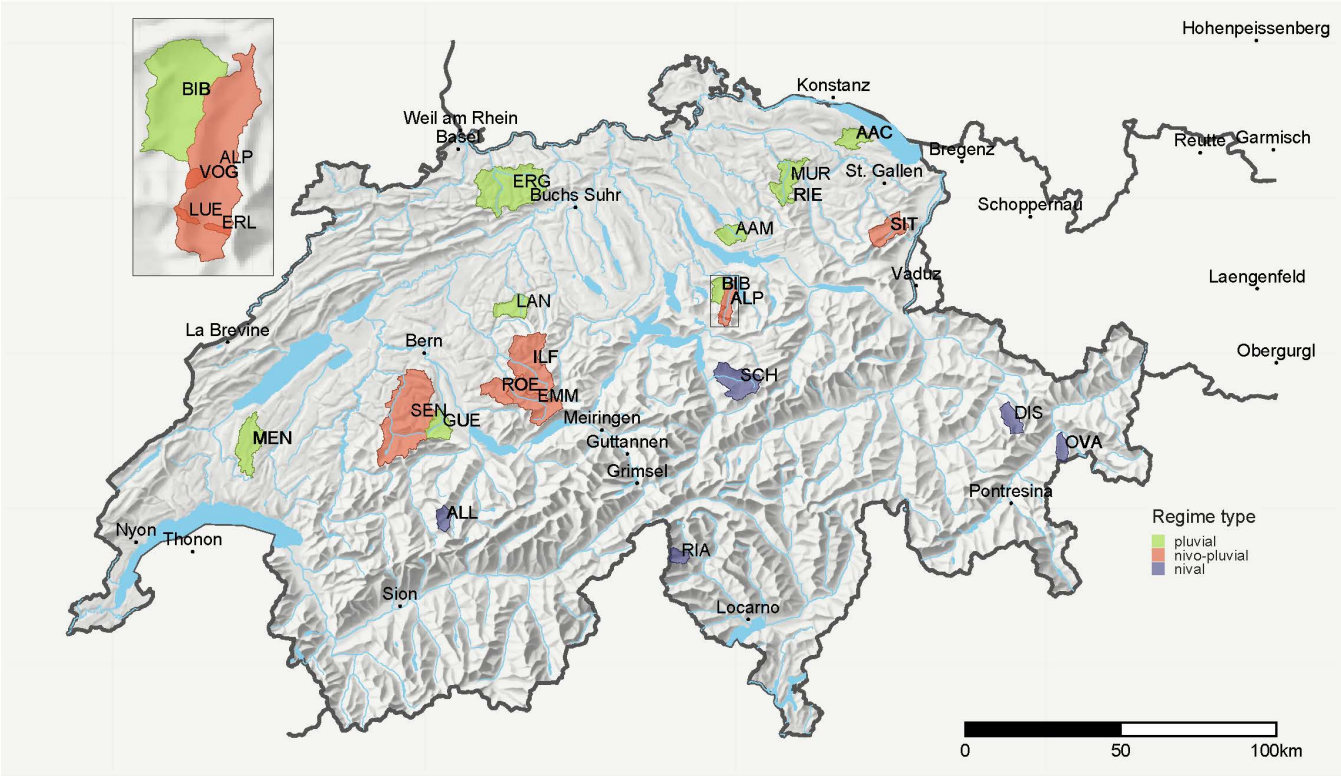 Hohenpeissenberg
BIB
ALP
VOG
LUE
ERL
Konstanz
Weil am Rhein
Basel
AAC
Bregenz
Reutte
Garmisch
ERG
Buchs Suhr
MUR
RIE
St. Gallen
Schoppernau
AAM
SIT
Vaduz
Laengenfeld
BIB
ALP
LAN
La Brevine
Bern
ILF
Obergurgl
ROE
EMM
SCH
SEN
GUE
Meiringen
DIS
MEN
Guttannen
OVA
Grimsel
Pontresina
ALL
Nyon
Thonon
RIA
Regime type
pluvial
nivo-pluvial
nival
Sion
Locarno
0 50 100km